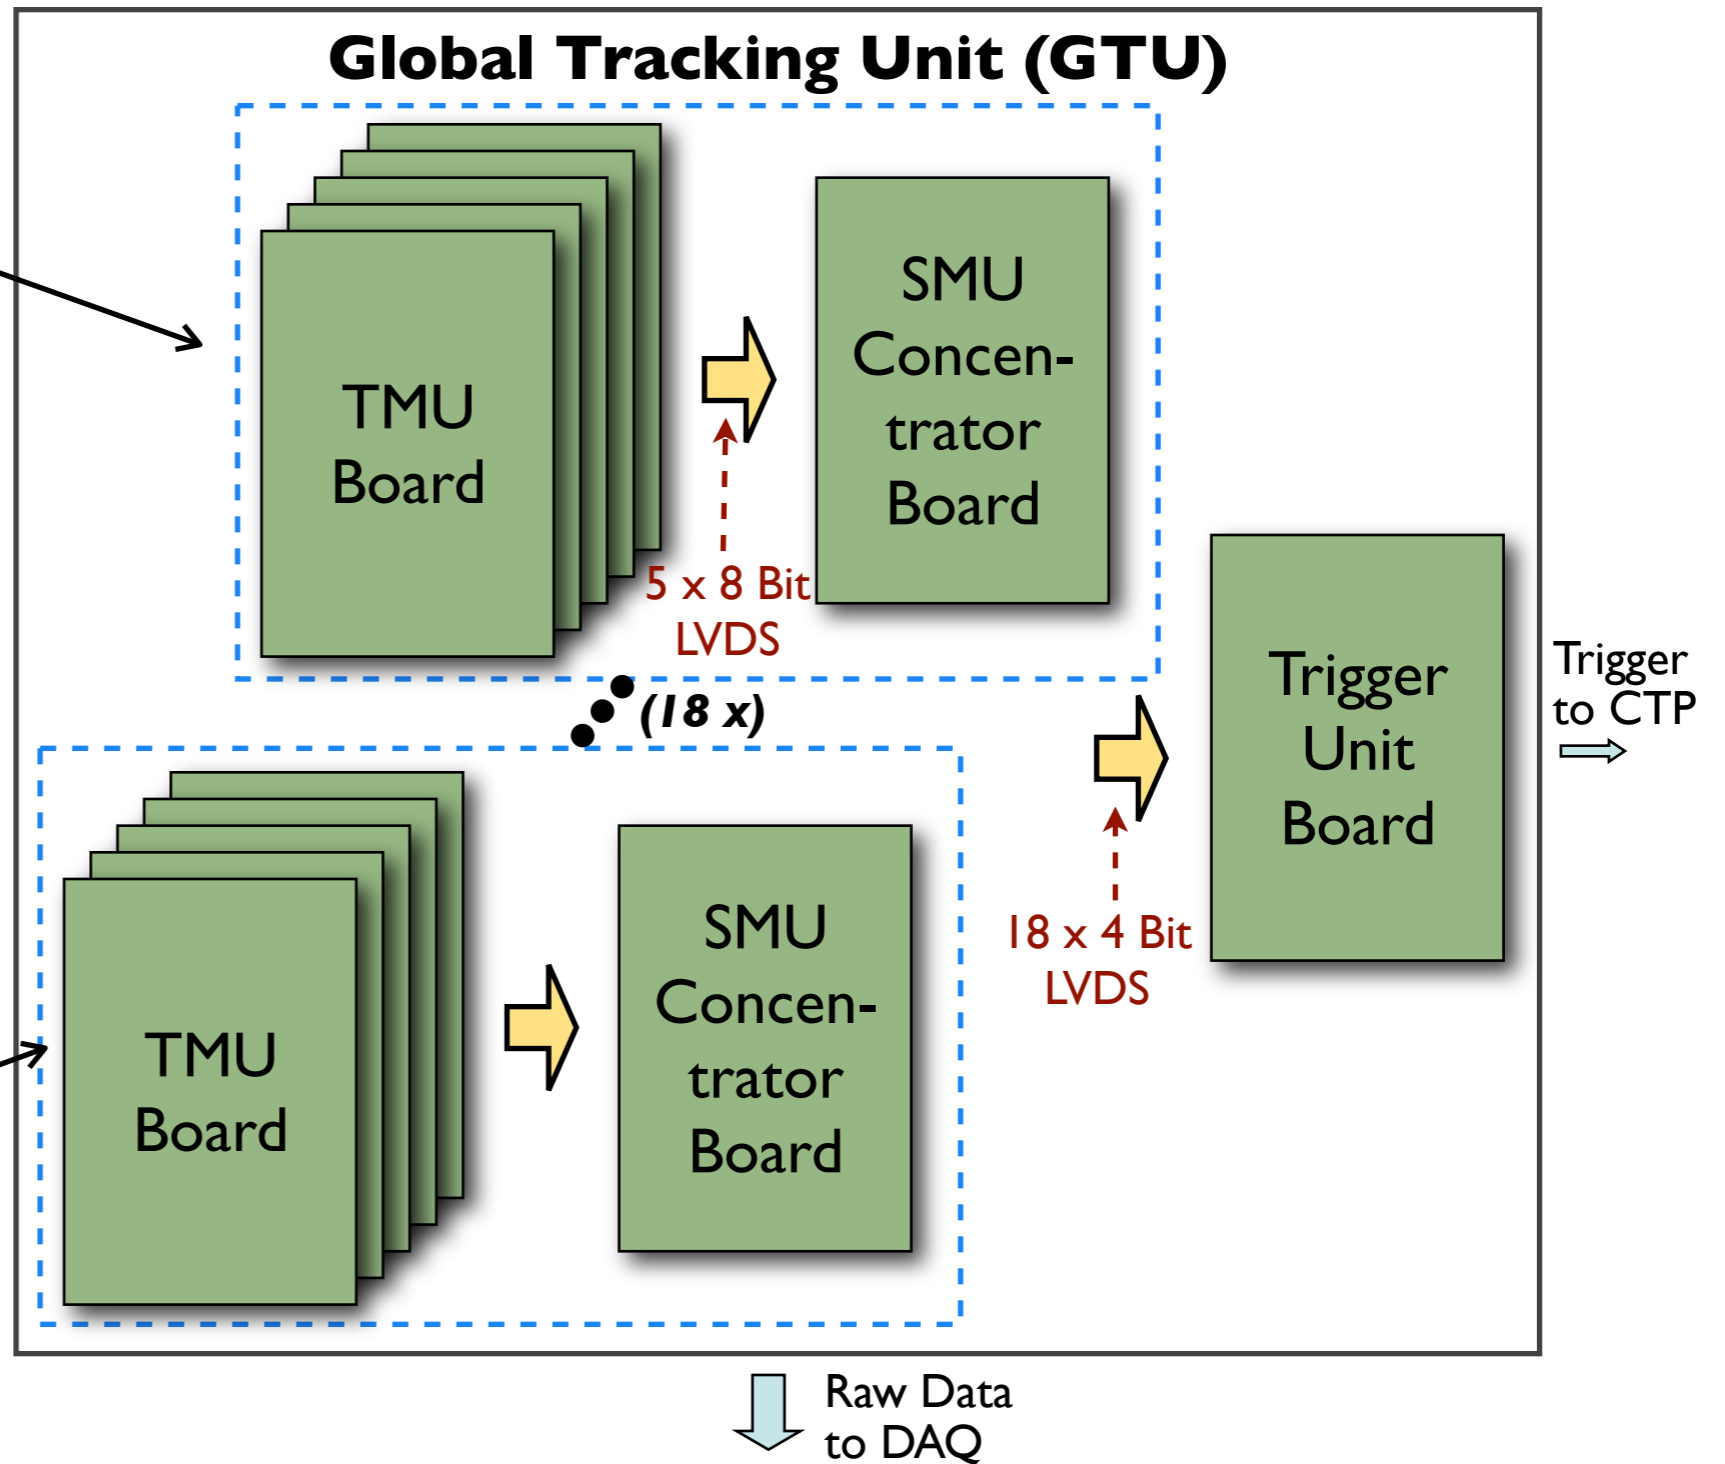 Global Tracking Unit (GTU)
TMU
Board
SMU
Concen-
trator
Board
5 x 8 Bit
LVDS
(18 x)
Trigger
Unit
Board
Trigger
to CTP
18 x 4 Bit
LVDS
TMU
Board
SMU
Concen-
trator
Board
Raw Data
to DAQ